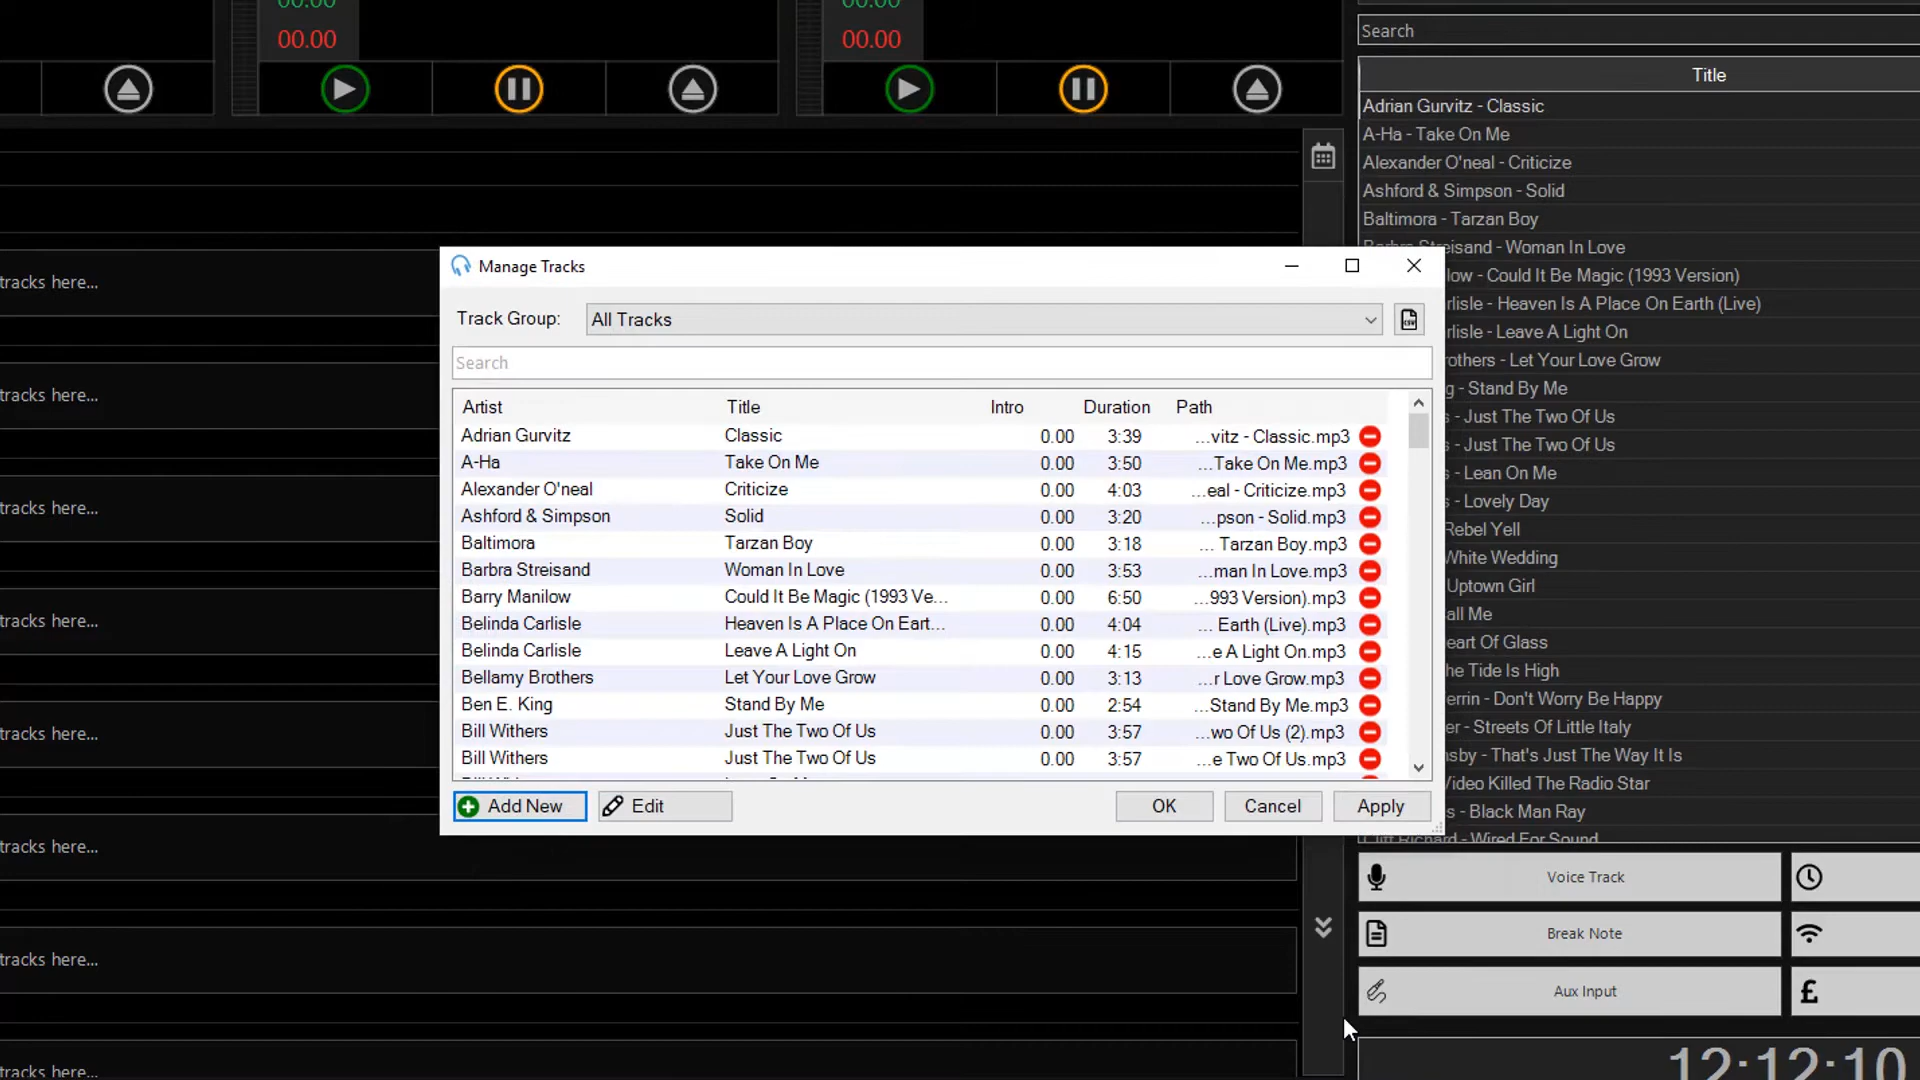 00.00
00.00
00.00
00.00
Search
Title
Adrian Gurvitz - Classic
A-Ha - Take On Me
Alexander O'neal - Criticize
Ashford & Simpson - Solid
Baltimora - Tarzan Boy
Streisand - Woman In Love
low - Could It Be Magic (1993 Version)
rlisle - Heaven Is A Place On Earth (Live)
rlisle - Leave A Light On
rothers - Let Your Love Grow
g - Stand By Me
s - Just The Two Of Us
s - Just The Two Of Us
s - Lean On Me
s - Lovely Day
Rebel Yell
White Wedding
Uptown Girl
all Me
eart Of Glass
he Tide Is High
errin - Don't Worry Be Happy
er - Streets Of Little Italy
nsby - That's Just The Way It Is
Video Killed The Radio Star
s - Black Man Ray
Cliff Richard - Wired For Sound
tracks here...
tracks here...
tracks here...
tracks here...
tracks here...
tracks here...
tracks here...
tracks here...
Manage Tracks
Track Group: All Tracks
Search
Artist Title Intro Duration Path
Adrian Gurvitz Classic 0.00 3:39 ...vitz - Classic.mp3
A-Ha Take On Me 0.00 3:50 ...Take On Me.mp3
Alexander O'neal Criticize 0.00 4:03 ...eal - Criticize.mp3
Ashford & Simpson Solid 0.00 3:20 ...pson - Solid.mp3
Baltimora Tarzan Boy 0.00 3:18 ... Tarzan Boy.mp3
Barbra Streisand Woman In Love 0.00 3:53 ...man In Love.mp3
Barry Manilow Could It Be Magic (1993 Ve... 0.00 6:50 ...993 Version).mp3
Belinda Carlisle Heaven Is A Place On Eart... 0.00 4:04 ... Earth (Live).mp3
Belinda Carlisle Leave A Light On 0.00 4:15 ...e A Light On.mp3
Bellamy Brothers Let Your Love Grow 0.00 3:13 ...r Love Grow.mp3
Ben E. King Stand By Me 0.00 2:54 ...Stand By Me.mp3
Bill Withers Just The Two Of Us 0.00 3:57 ...wo Of Us (2).mp3
Bill Withers Just The Two Of Us 0.00 3:57 ...e Two Of Us.mp3
Add New Edit OK Cancel Apply
Voice Track
Break Note
Aux Input £
12:12:10